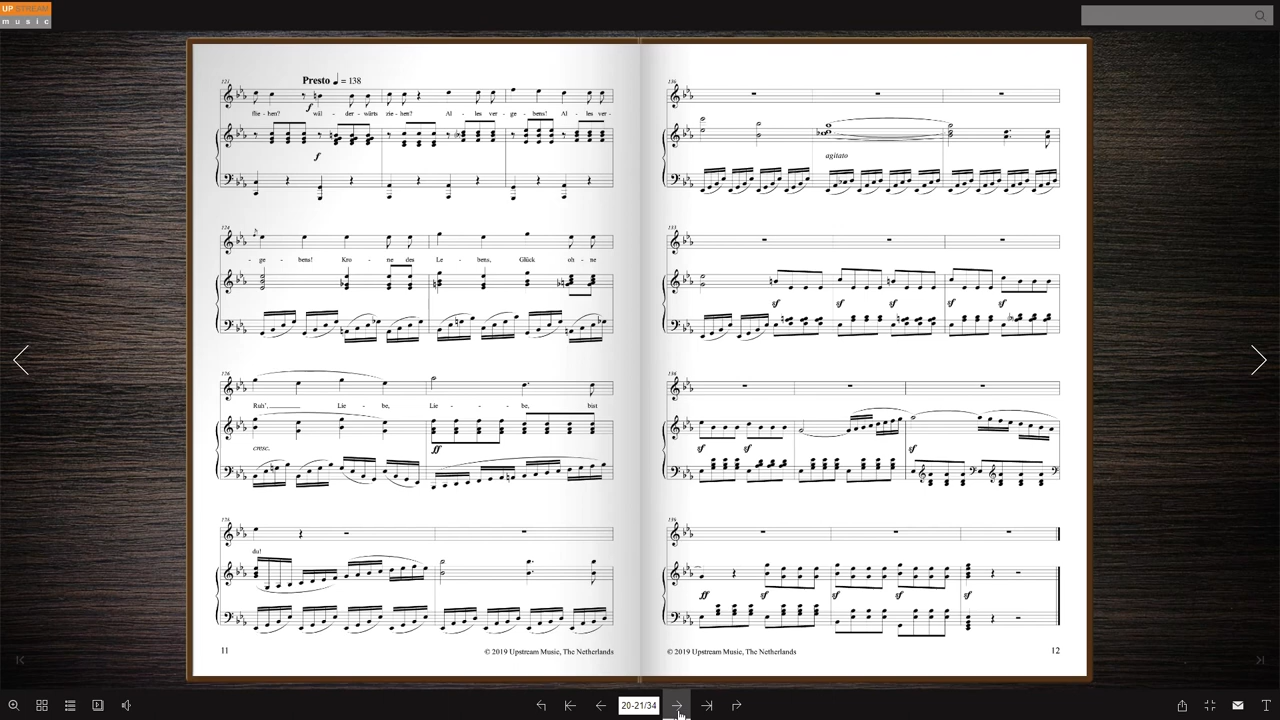 UPSTREAM
music
121
Presto ♩ = 138
f
flie - hen? wäl - der - wärts zie - hen? Al - les ver - ge - bens! Al - les ver -
f
124
- ge - bens! Kro - ne des Le - bens, Glück oh - ne
126
Ruh', Lie - be, Lie - be, bist
cresc. ff
128
du!
11
© 2019 Upstream Music, The Netherlands
130
agitato
133
sf sf sf sf sf
136
sf sf sf
139
ff sf sf sf sf
© 2019 Upstream Music, The Netherlands
12
20-21/34